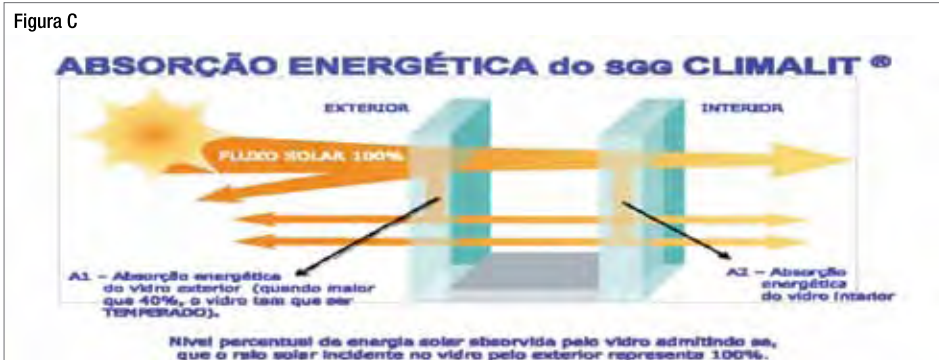 Figura C
ABSORÇÃO ENERGÉTICA do SGG CLIMALIT ®
EXTERIOR
INTERIOR
FLUXO SOLAR 100%
A1 – Absorção energética
do vidro exterior (quando maior
que 40%, o vidro tem que ser
TEMPERADO).
A2 – Absorção
energética
do vidro interior
Nível percentual da energia solar absorvida pelo vidro admitindo se,
que o raio solar incidente no vidro pelo exterior representa 100%.